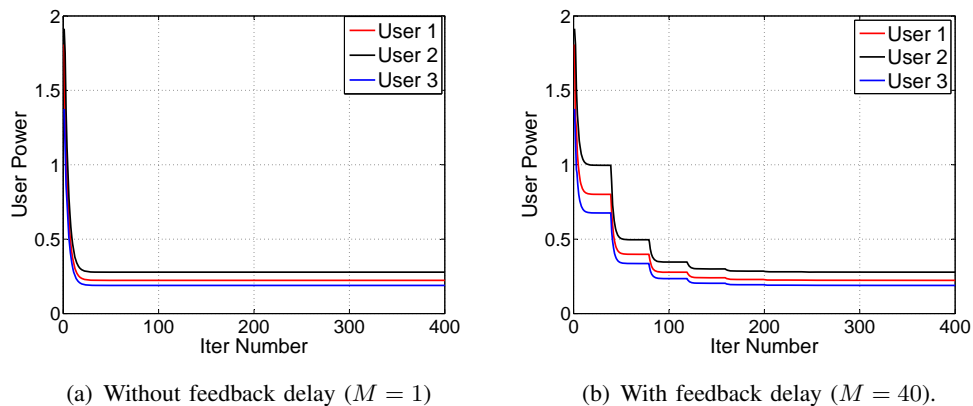 2
1.5
1
0.5
0
0
100
200
300
400
User Power
Iter Number
User 1
User 2
User 3
(a) Without feedback delay (M = 1)
2
1.5
1
0.5
0
0
100
200
300
400
User Power
Iter Number
User 1
User 2
User 3
(b) With feedback delay (M = 40).